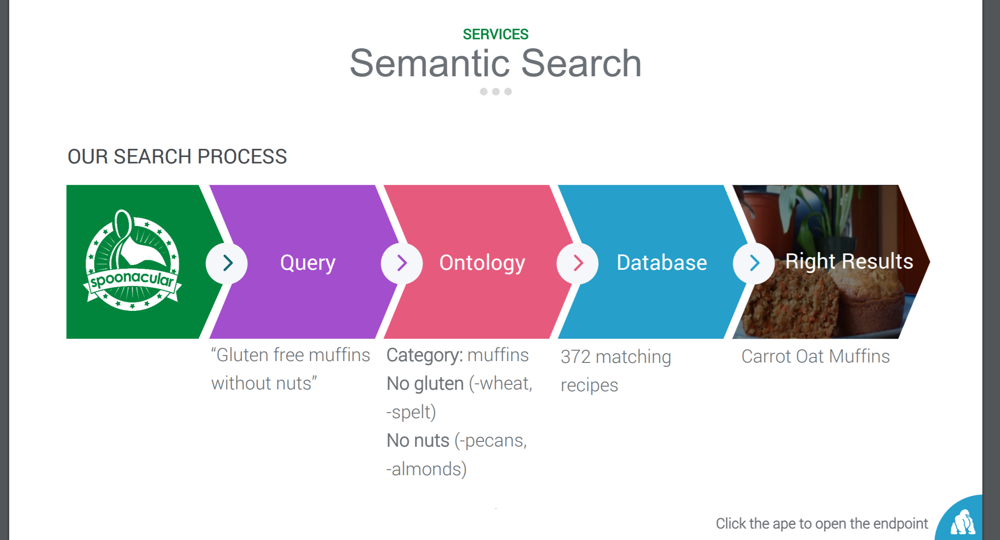 SERVICES
Semantic Search
OUR SEARCH PROCESS
spoonacular
Query
Ontology
Database
Right Results
“Gluten free muffins
without nuts”
Category: muffins
No gluten (-wheat,
-spelt)
No nuts (-pecans,
-almonds)
372 matching
recipes
Carrot Oat Muffins
Click the ape to open the endpoint